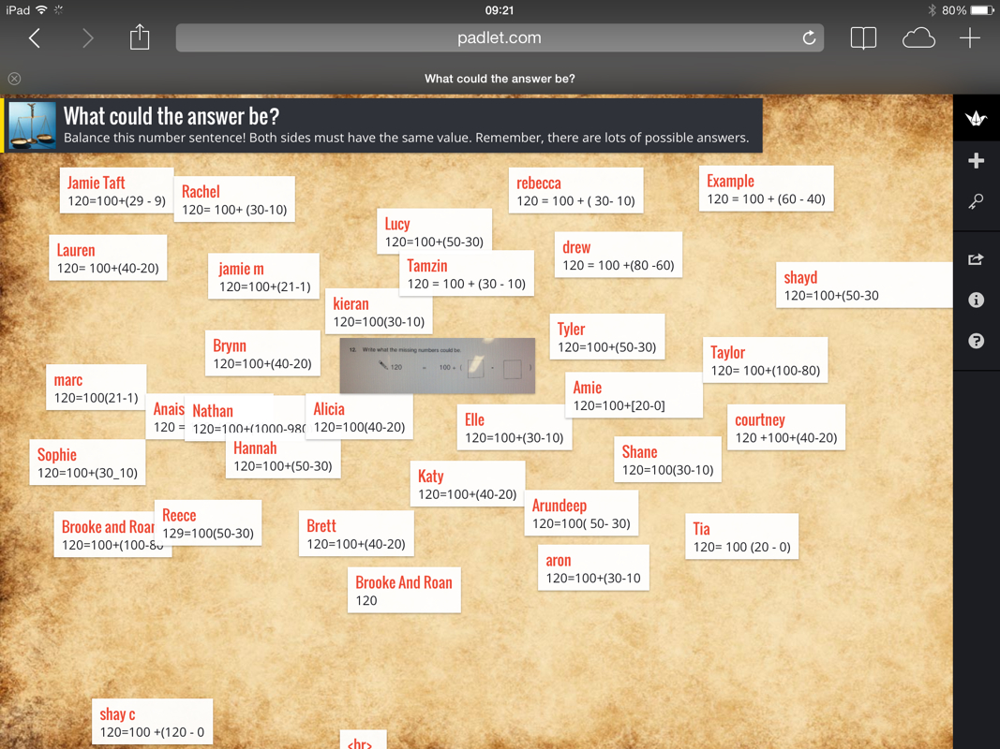 iPad 09:21 80%
padlet.com
What could the answer be?
What could the answer be?
Balance this number sentence! Both sides must have the same value. Remember, there are lots of possible answers.
Jamie Taft
120=100+(29 - 9)
Rachel
120= 100+ (30-10)
rebecca
120 = 100 + ( 30- 10)
Example
120 = 100 + (60 - 40)
Lucy
120=100+(50-30)
Lauren
120= 100+(40-20)
jamie m
120=100+(21-1)
Tamzin
120 = 100 + (30 - 10)
drew
120 = 100 +(80 -60)
shayd
120=100+(50-30
kieran
120=100(30-10)
Tyler
120=100+(50-30)
Brynn
120=100+(40-20)
12. Write what the missing numbers could be.
120 = 100 + ( - )
Taylor
120= 100+(100-80)
marc
120=100(21-1)
Amie
120=100+[20-0]
Anais
120 =
Nathan
120=100+(1000-980
Alicia
120=100(40-20)
Elle
120=100+(30-10)
courtney
120 +100+(40-20)
Sophie
120=100+(30_10)
Hannah
120=100+(50-30)
Shane
120=100(30-10)
Katy
120=100+(40-20)
Arundeep
120=100( 50- 30)
Brooke and Roan
120=100+(100-80
Reece
129=100(50-30)
Brett
120=100+(40-20)
Tia
120= 100 (20 - 0)
aron
120=100+(30-10
Brooke And Roan
120
shay c
120=100 +(120 - 0
<br>